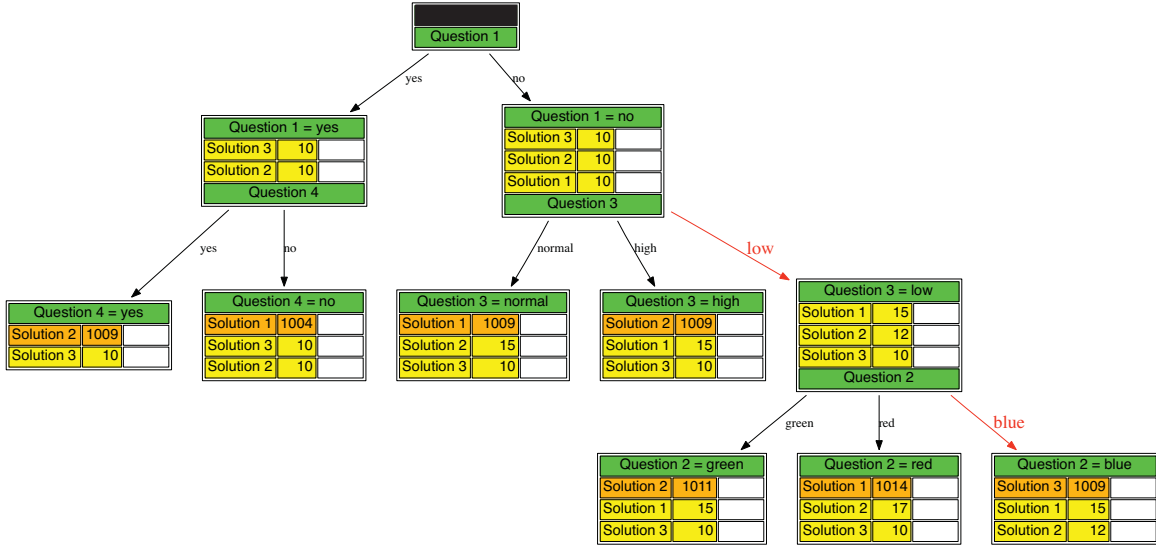 Question 1
yes
no
Question 1 = yes
Solution 3 10
Solution 2 10
Question 4
Question 1 = no
Solution 3 10
Solution 2 10
Solution 1 10
Question 3
yes
no
normal
high
low
Question 4 = yes
Solution 2 1009
Solution 3 10
Question 4 = no
Solution 1 1004
Solution 3 10
Solution 2 10
Question 3 = normal
Solution 1 1009
Solution 2 15
Solution 3 10
Question 3 = high
Solution 2 1009
Solution 1 15
Solution 3 10
Question 3 = low
Solution 1 15
Solution 2 12
Solution 3 10
Question 2
green
red
blue
Question 2 = green
Solution 2 1011
Solution 1 15
Solution 3 10
Question 2 = red
Solution 1 1014
Solution 2 17
Solution 3 10
Question 2 = blue
Solution 3 1009
Solution 1 15
Solution 2 12